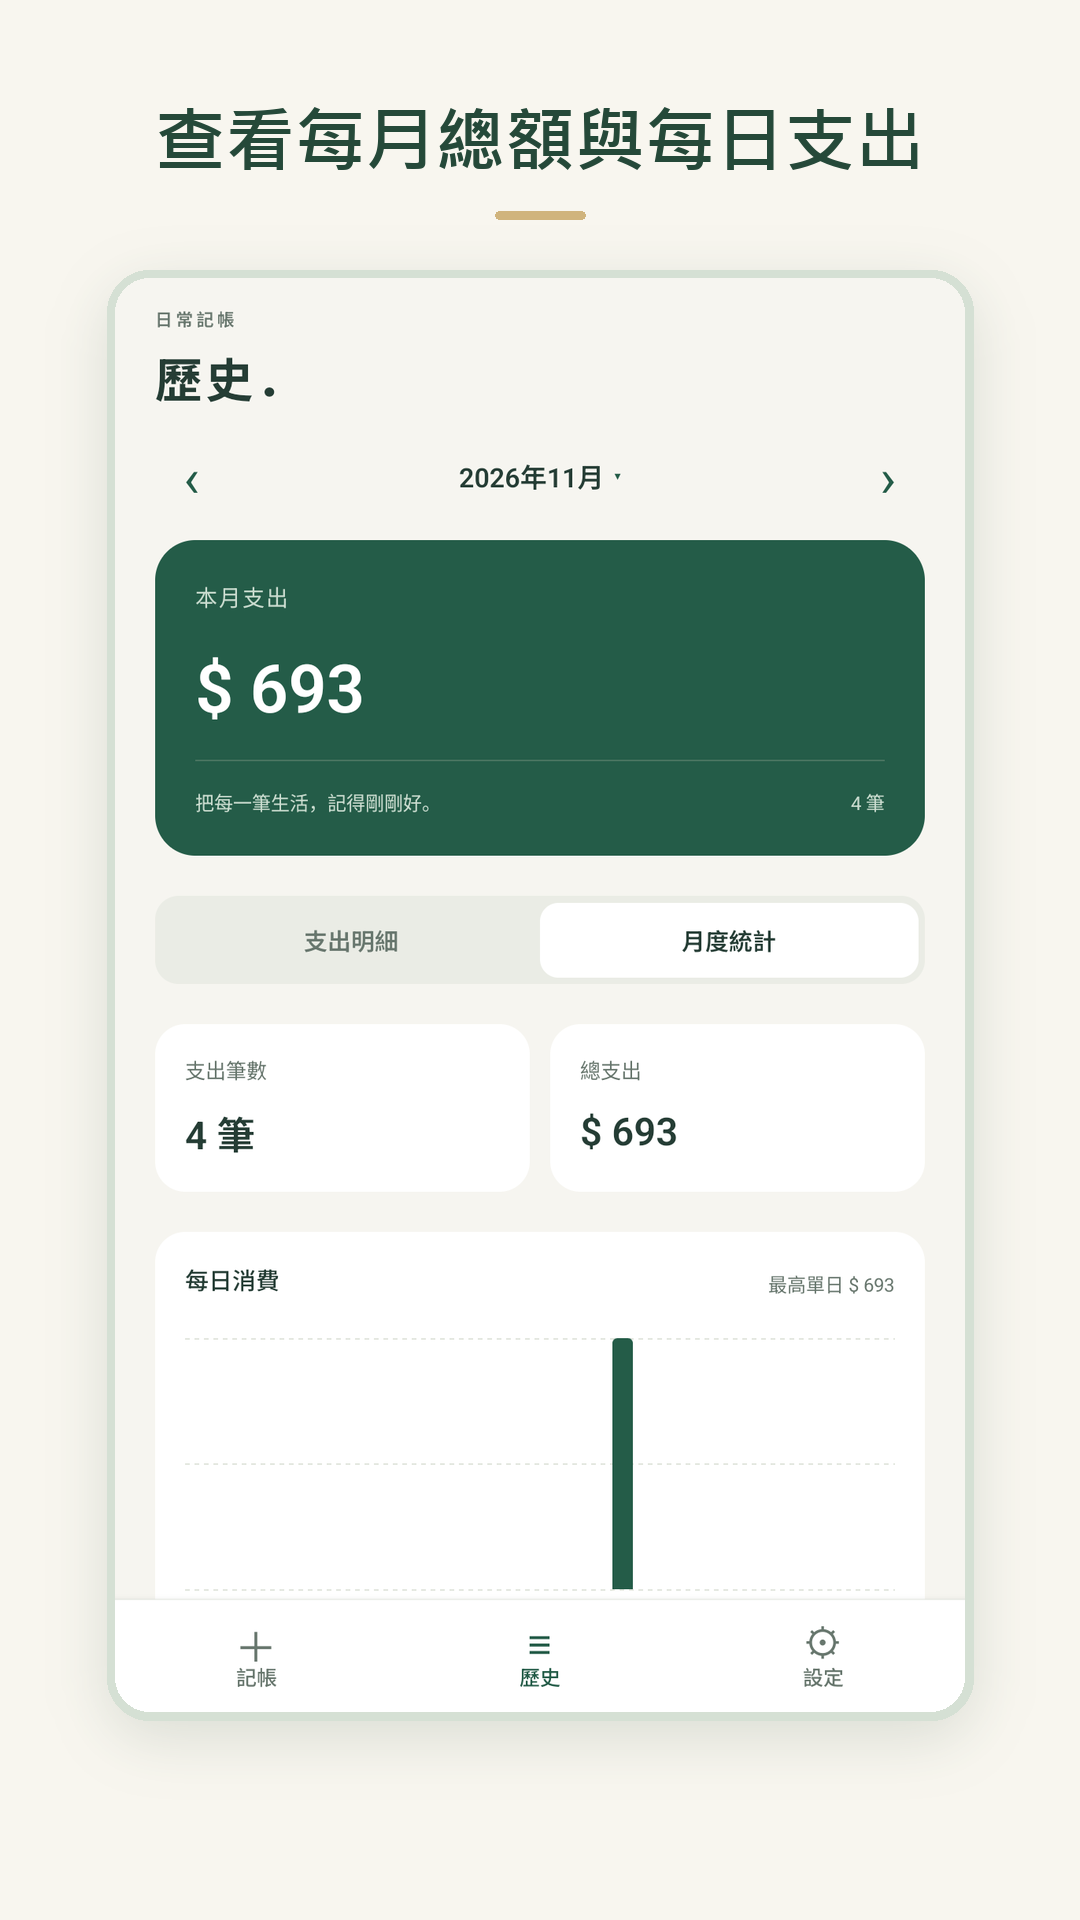 查看每月總額與每日支出
日常記帳
歷史.
‹ 2026年11月 ▾ ›
本月支出
$ 693
把每一筆生活，記得剛剛好。 4 筆
支出明細 月度統計
支出筆數 總支出
4 筆 $ 693
每日消費 最高單日 $ 693
記帳 歷史 設定